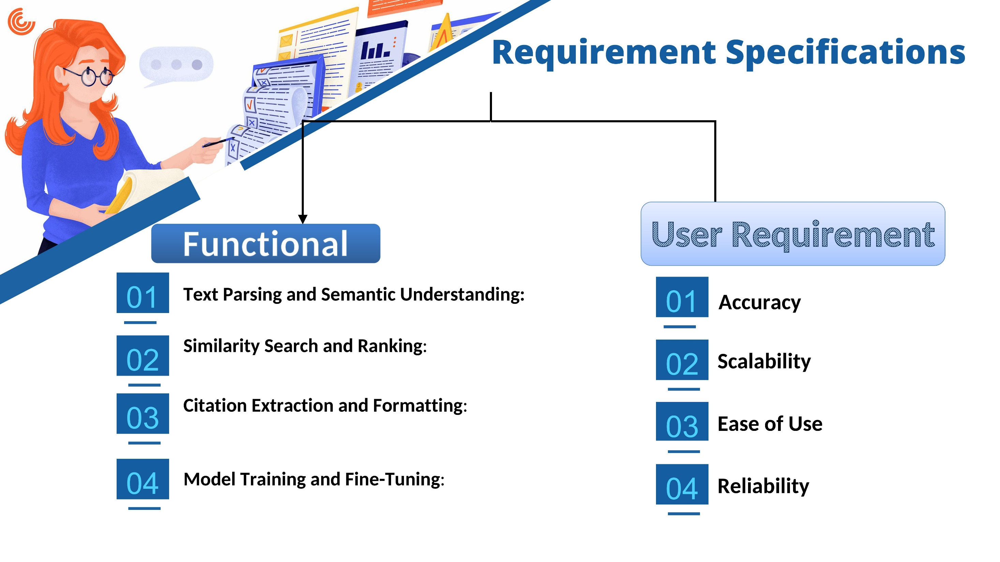 Requirement Specifications
Functional
01 Text Parsing and Semantic Understanding:
02 Similarity Search and Ranking:
03 Citation Extraction and Formatting:
04 Model Training and Fine-Tuning:
User Requirement
01 Accuracy
02 Scalability
03 Ease of Use
04 Reliability